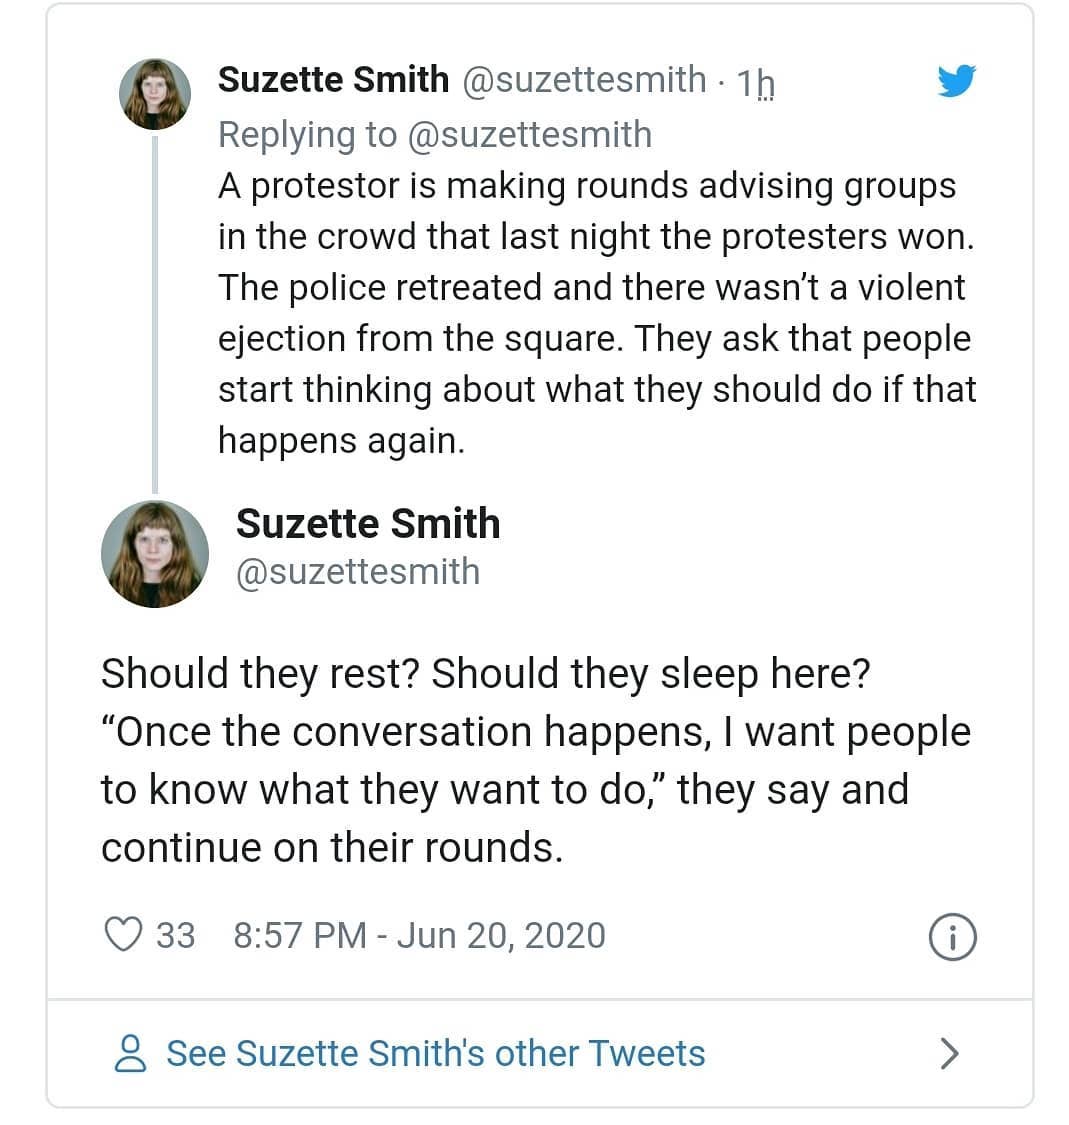 Suzette Smith @suzettesmith · 1h
Replying to @suzettesmith
A protestor is making rounds advising groups
in the crowd that last night the protesters won.
The police retreated and there wasn’t a violent
ejection from the square. They ask that people
start thinking about what they should do if that
happens again.
Suzette Smith
@suzettesmith
Should they rest? Should they sleep here?
“Once the conversation happens, I want people
to know what they want to do,” they say and
continue on their rounds.
33 8:57 PM - Jun 20, 2020
See Suzette Smith's other Tweets